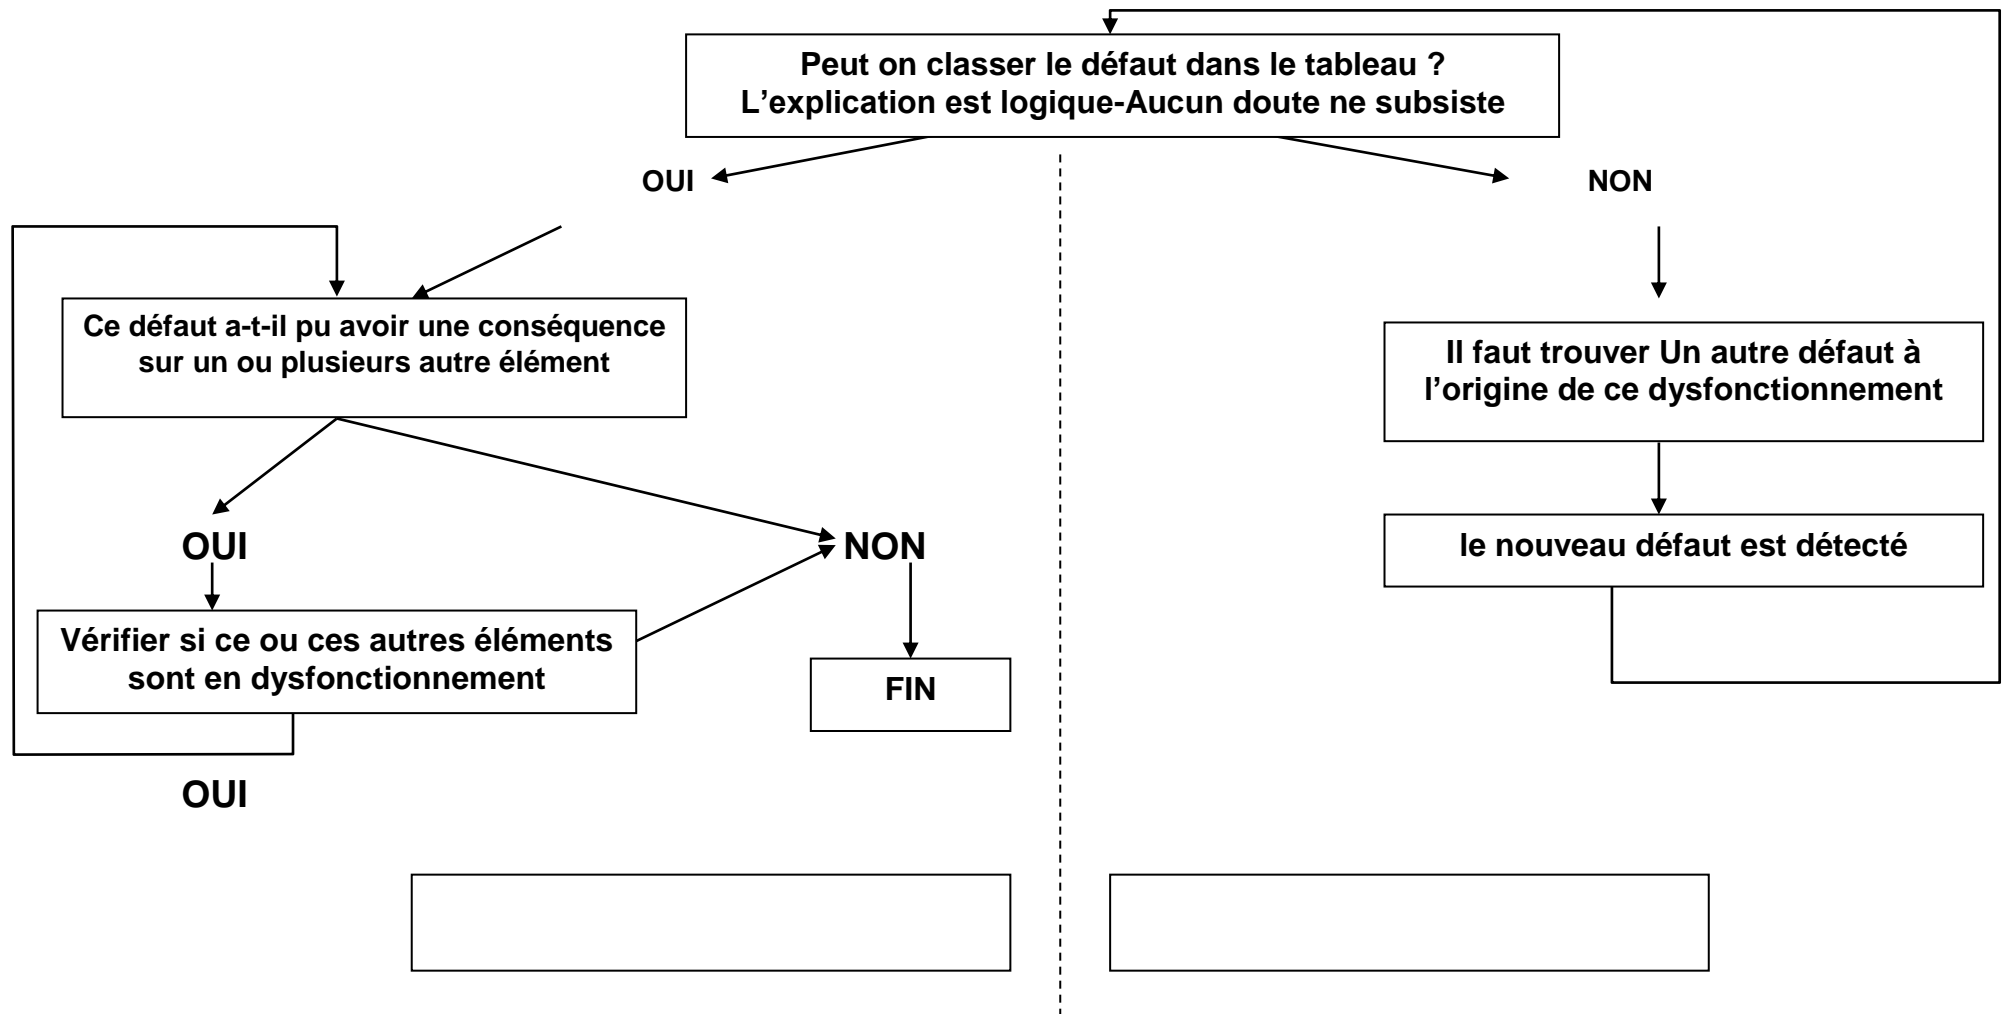 Peut on classer le défaut dans le tableau ?
L’explication est logique-Aucun doute ne subsiste
OUI
NON
Ce défaut a-t-il pu avoir une conséquence
sur un ou plusieurs autre élément
Il faut trouver Un autre défaut à
l’origine de ce dysfonctionnement
OUI
NON
le nouveau défaut est détecté
Vérifier si ce ou ces autres éléments
sont en dysfonctionnement
FIN
OUI